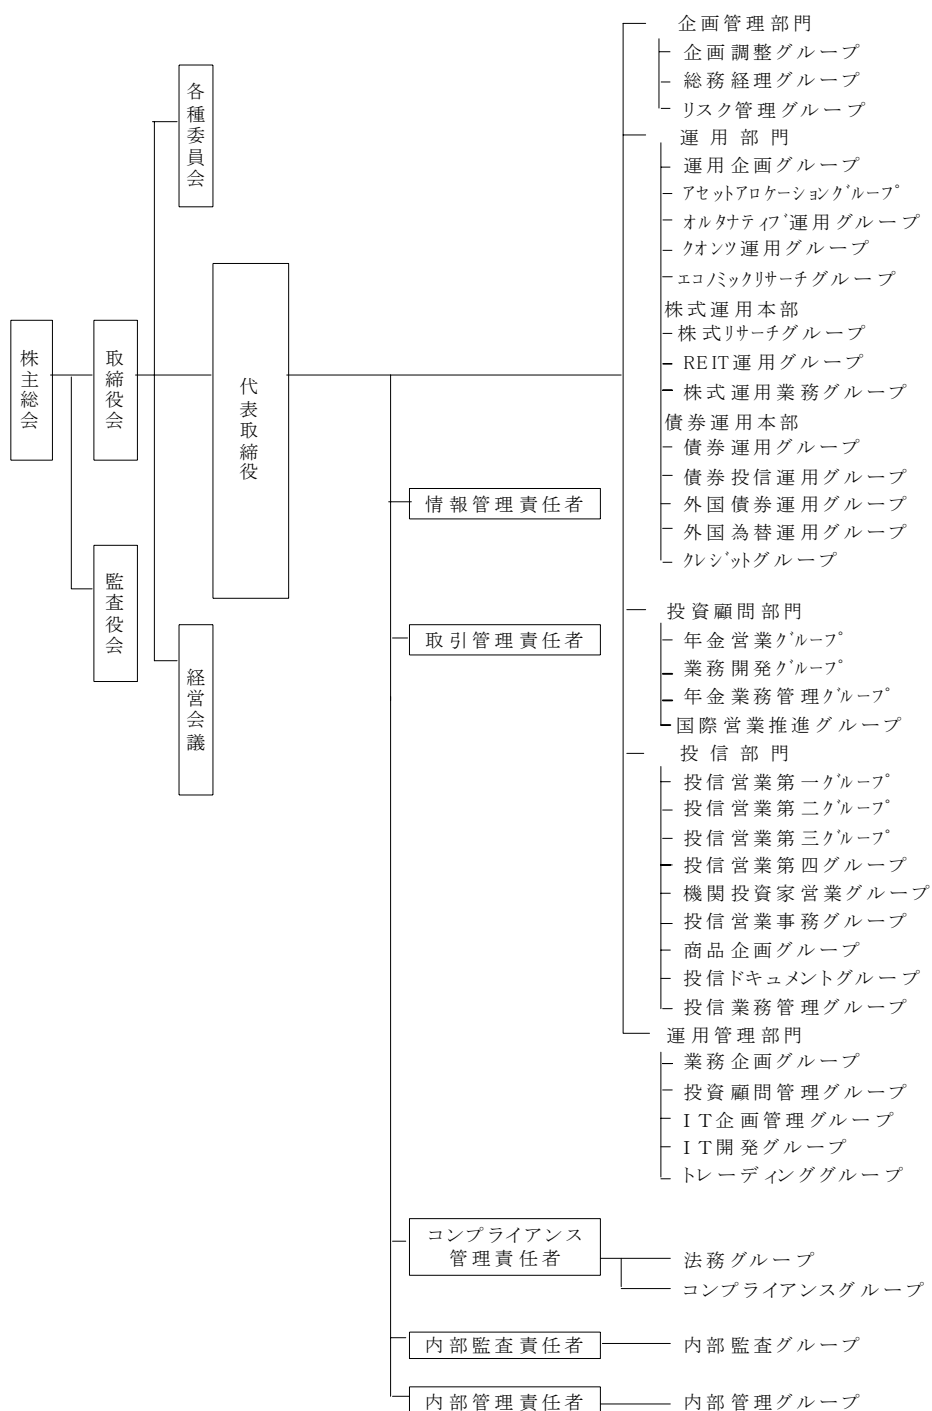 株主総会
取締役会
監査役会
各種委員会
代表取締役
経営会議
情報管理責任者
取引管理責任者
コンプライアンス
管理責任者
内部監査責任者
内部管理責任者
企画管理部門
企画調整グループ
総務経理グループ
リスク管理グループ
運用部門
運用企画グループ
アセットアロケーショングループ
オルタナティブ運用グループ
クオンツ運用グループ
エコノミックリサーチグループ
株式運用本部
株式リサーチグループ
REIT運用グループ
株式運用業務グループ
債券運用本部
債券運用グループ
債券投信運用グループ
外国債券運用グループ
外国為替運用グループ
クレジットグループ
投資顧問部門
年金営業グループ
業務開発グループ
年金業務管理グループ
国際営業推進グループ
投信部門
投信営業第一グループ
投信営業第二グループ
投信営業第三グループ
投信営業第四グループ
機関投資家営業グループ
投信営業事務グループ
商品企画グループ
投信ドキュメントグループ
投信業務管理グループ
運用管理部門
業務企画グループ
投資顧問管理グループ
IT企画管理グループ
IT開発グループ
トレーディンググループ
法務グループ
コンプライアンスグループ
内部監査グループ
内部管理グループ